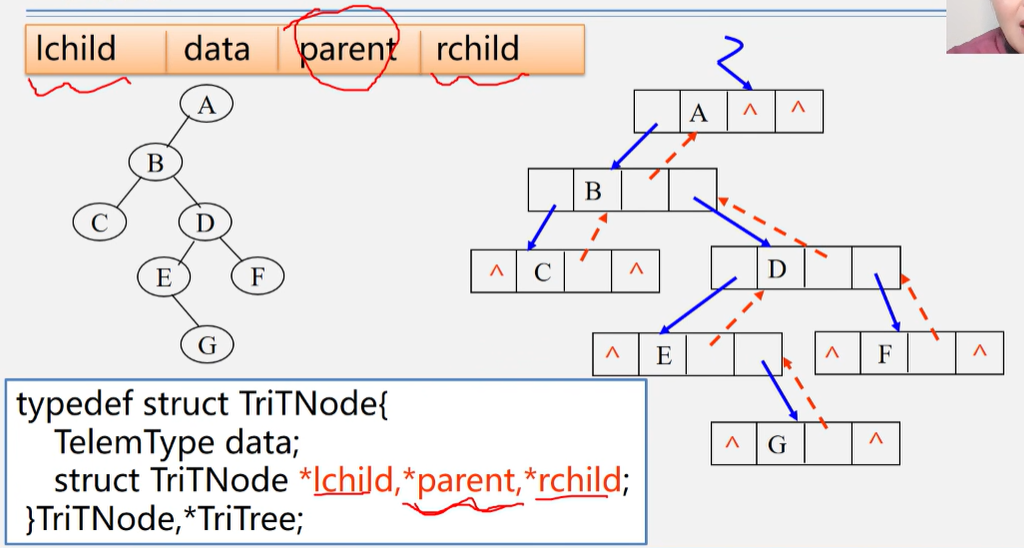 lchild data parent rchild
A
B
C D
E F
G
^ ^
A
B
^ C ^
D
^ E
^ F ^
^ G ^
typedef struct TriTNode{
TelemType data;
struct TriTNode *lchild,*parent,*rchild;
}TriTNode,*TriTree;